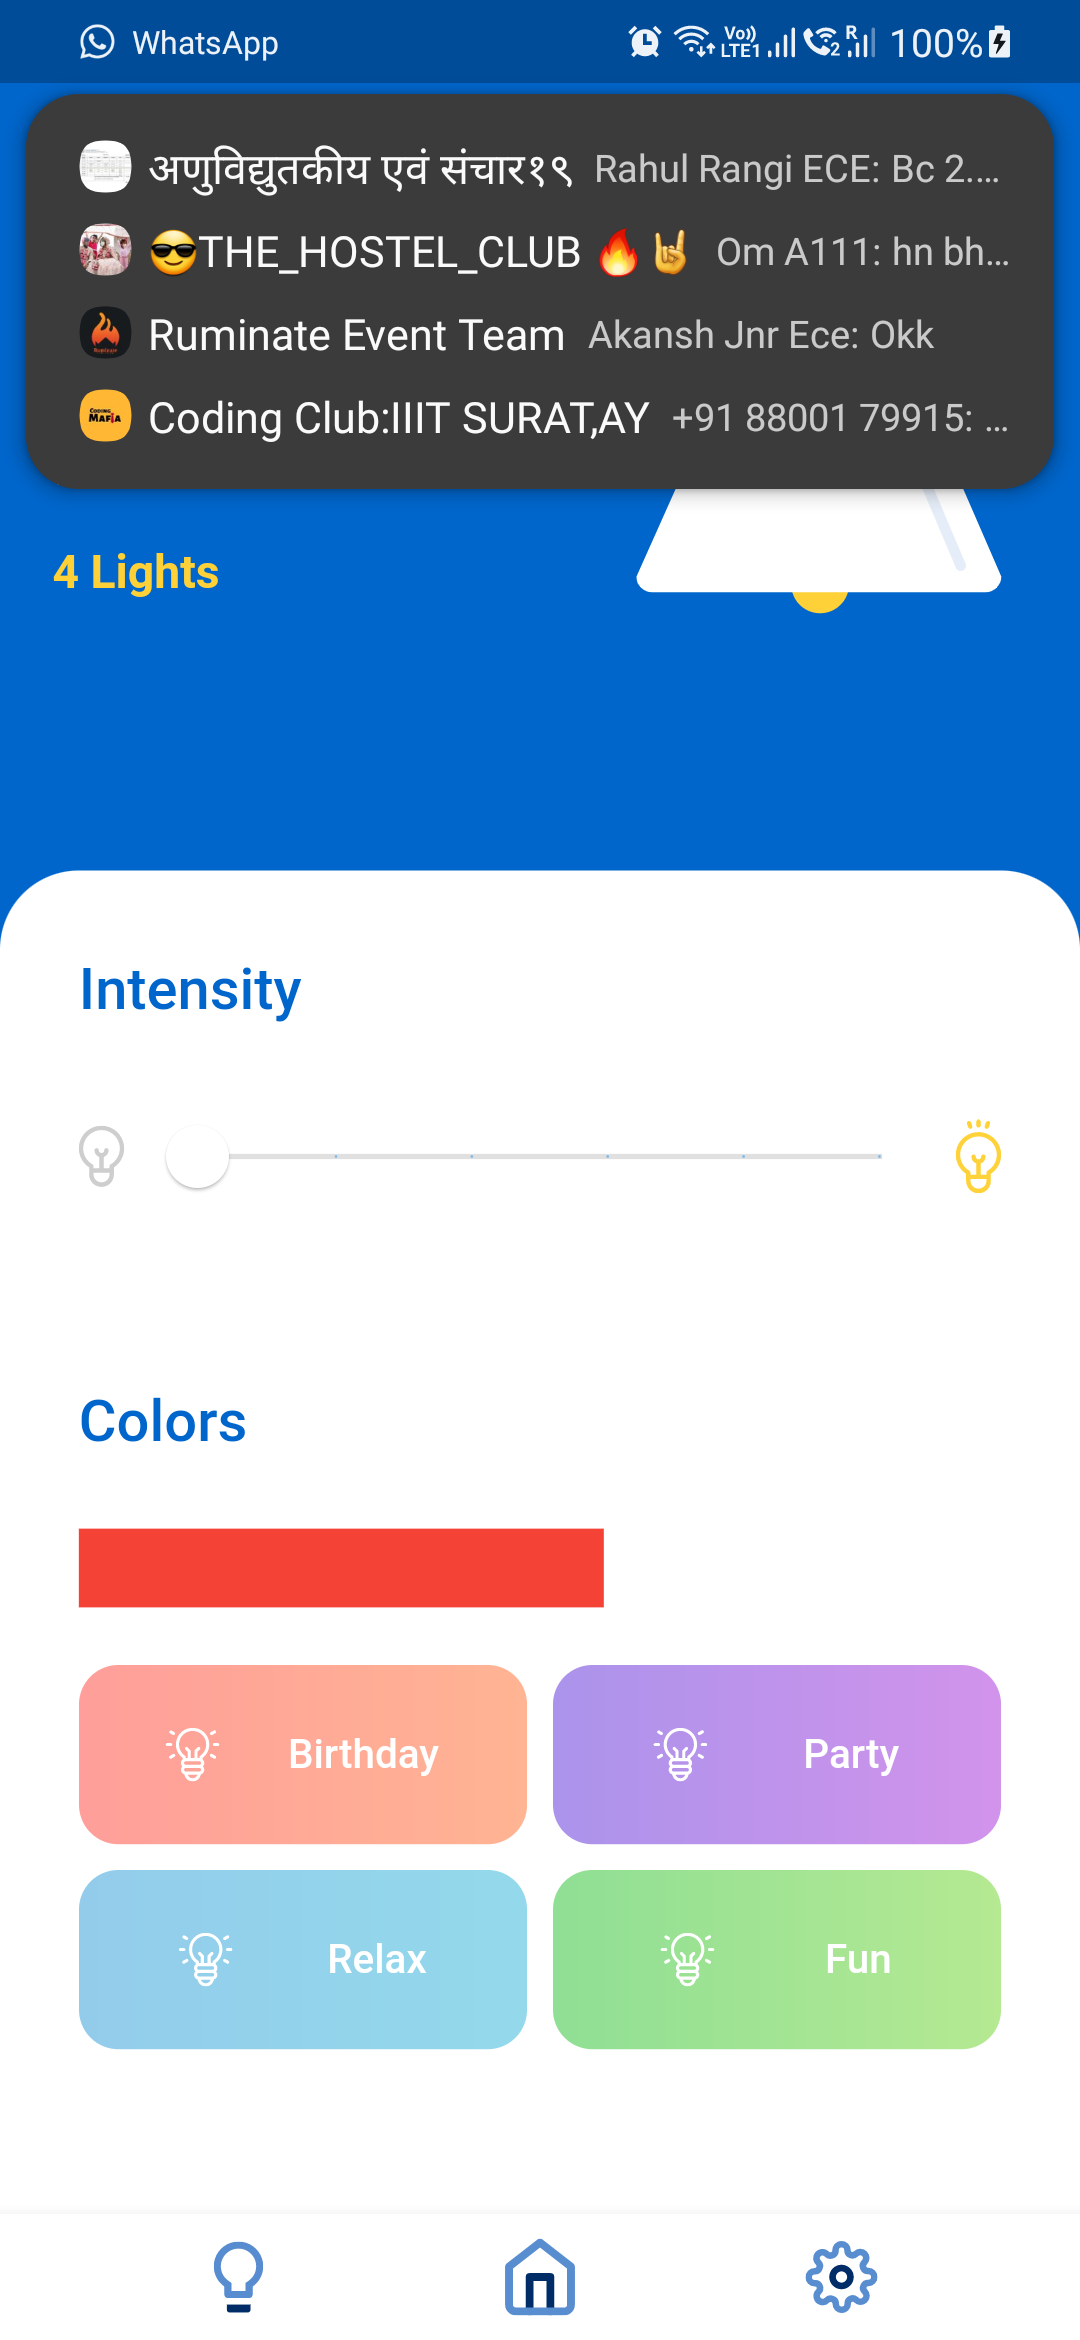 WhatsApp Vo)) LTE1 2 R 100%
अणुविद्युतकीय एवं संचार१९ Rahul Rangi ECE: Bc 2....
😎THE_HOSTEL_CLUB 🔥🤘 Om A111: hn bh...
Ruminate Event Team Akansh Jnr Ece: Okk
CODING MAFIA Coding Club:IIIT SURAT,AY +91 88001 79915: ...
4 Lights
Intensity
Colors
Birthday Party
Relax Fun